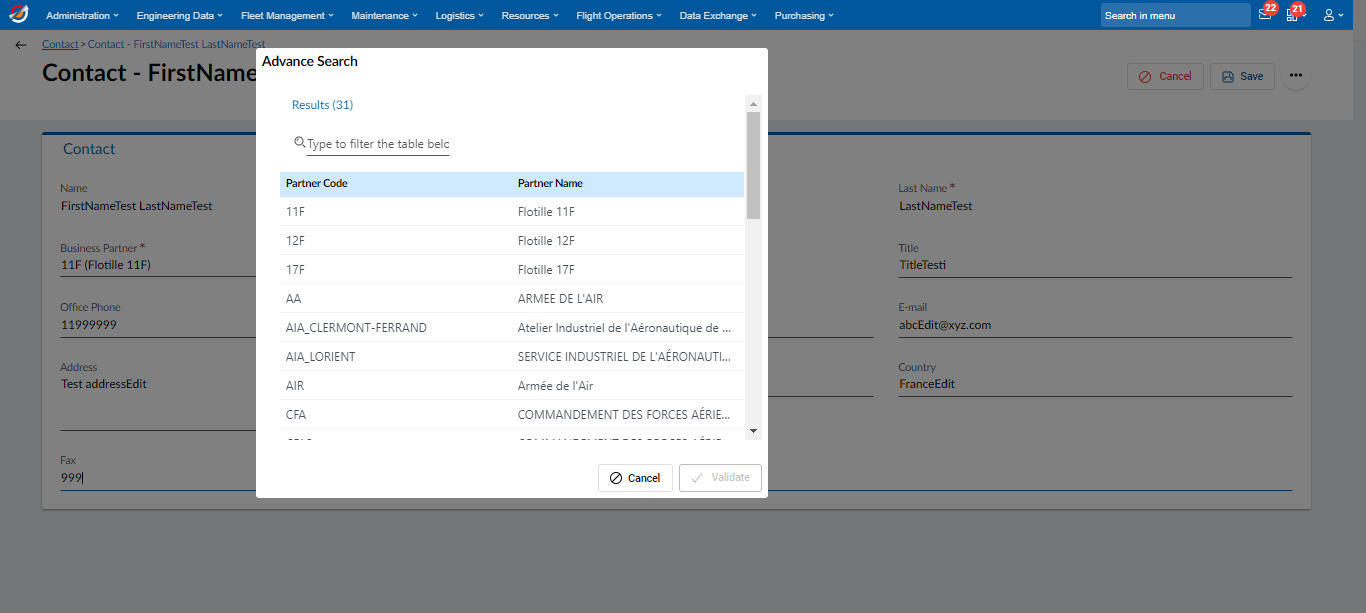 Administration Engineering Data Fleet Management Maintenance Logistics Resources Flight Operations Data Exchange Purchasing Search in menu 22 21
Contact > Contact - FirstNameTest LastNameTest
Contact - FirstName
Cancel Save
Advance Search
Results (31)
Type to filter the table belo
Partner Code Partner Name
11F Flotille 11F
12F Flotille 12F
17F Flotille 17F
AA ARMEE DE L'AIR
AIA_CLERMONT-FERRAND Atelier Industriel de l'Aéronautique de ...
AIA_LORIENT SERVICE INDUSTRIEL DE L'AÉRONAUTI...
AIR Armée de l'Air
CFA COMMANDEMENT DES FORCES AÉRIE...
Cancel Validate
Contact
Name
FirstNameTest LastNameTest
Last Name *
LastNameTest
Business Partner *
11F (Flotille 11F)
Title
TitleTesti
Office Phone
11999999
E-mail
abcEdit@xyz.com
Address
Test addressEdit
Country
FranceEdit
Fax
999